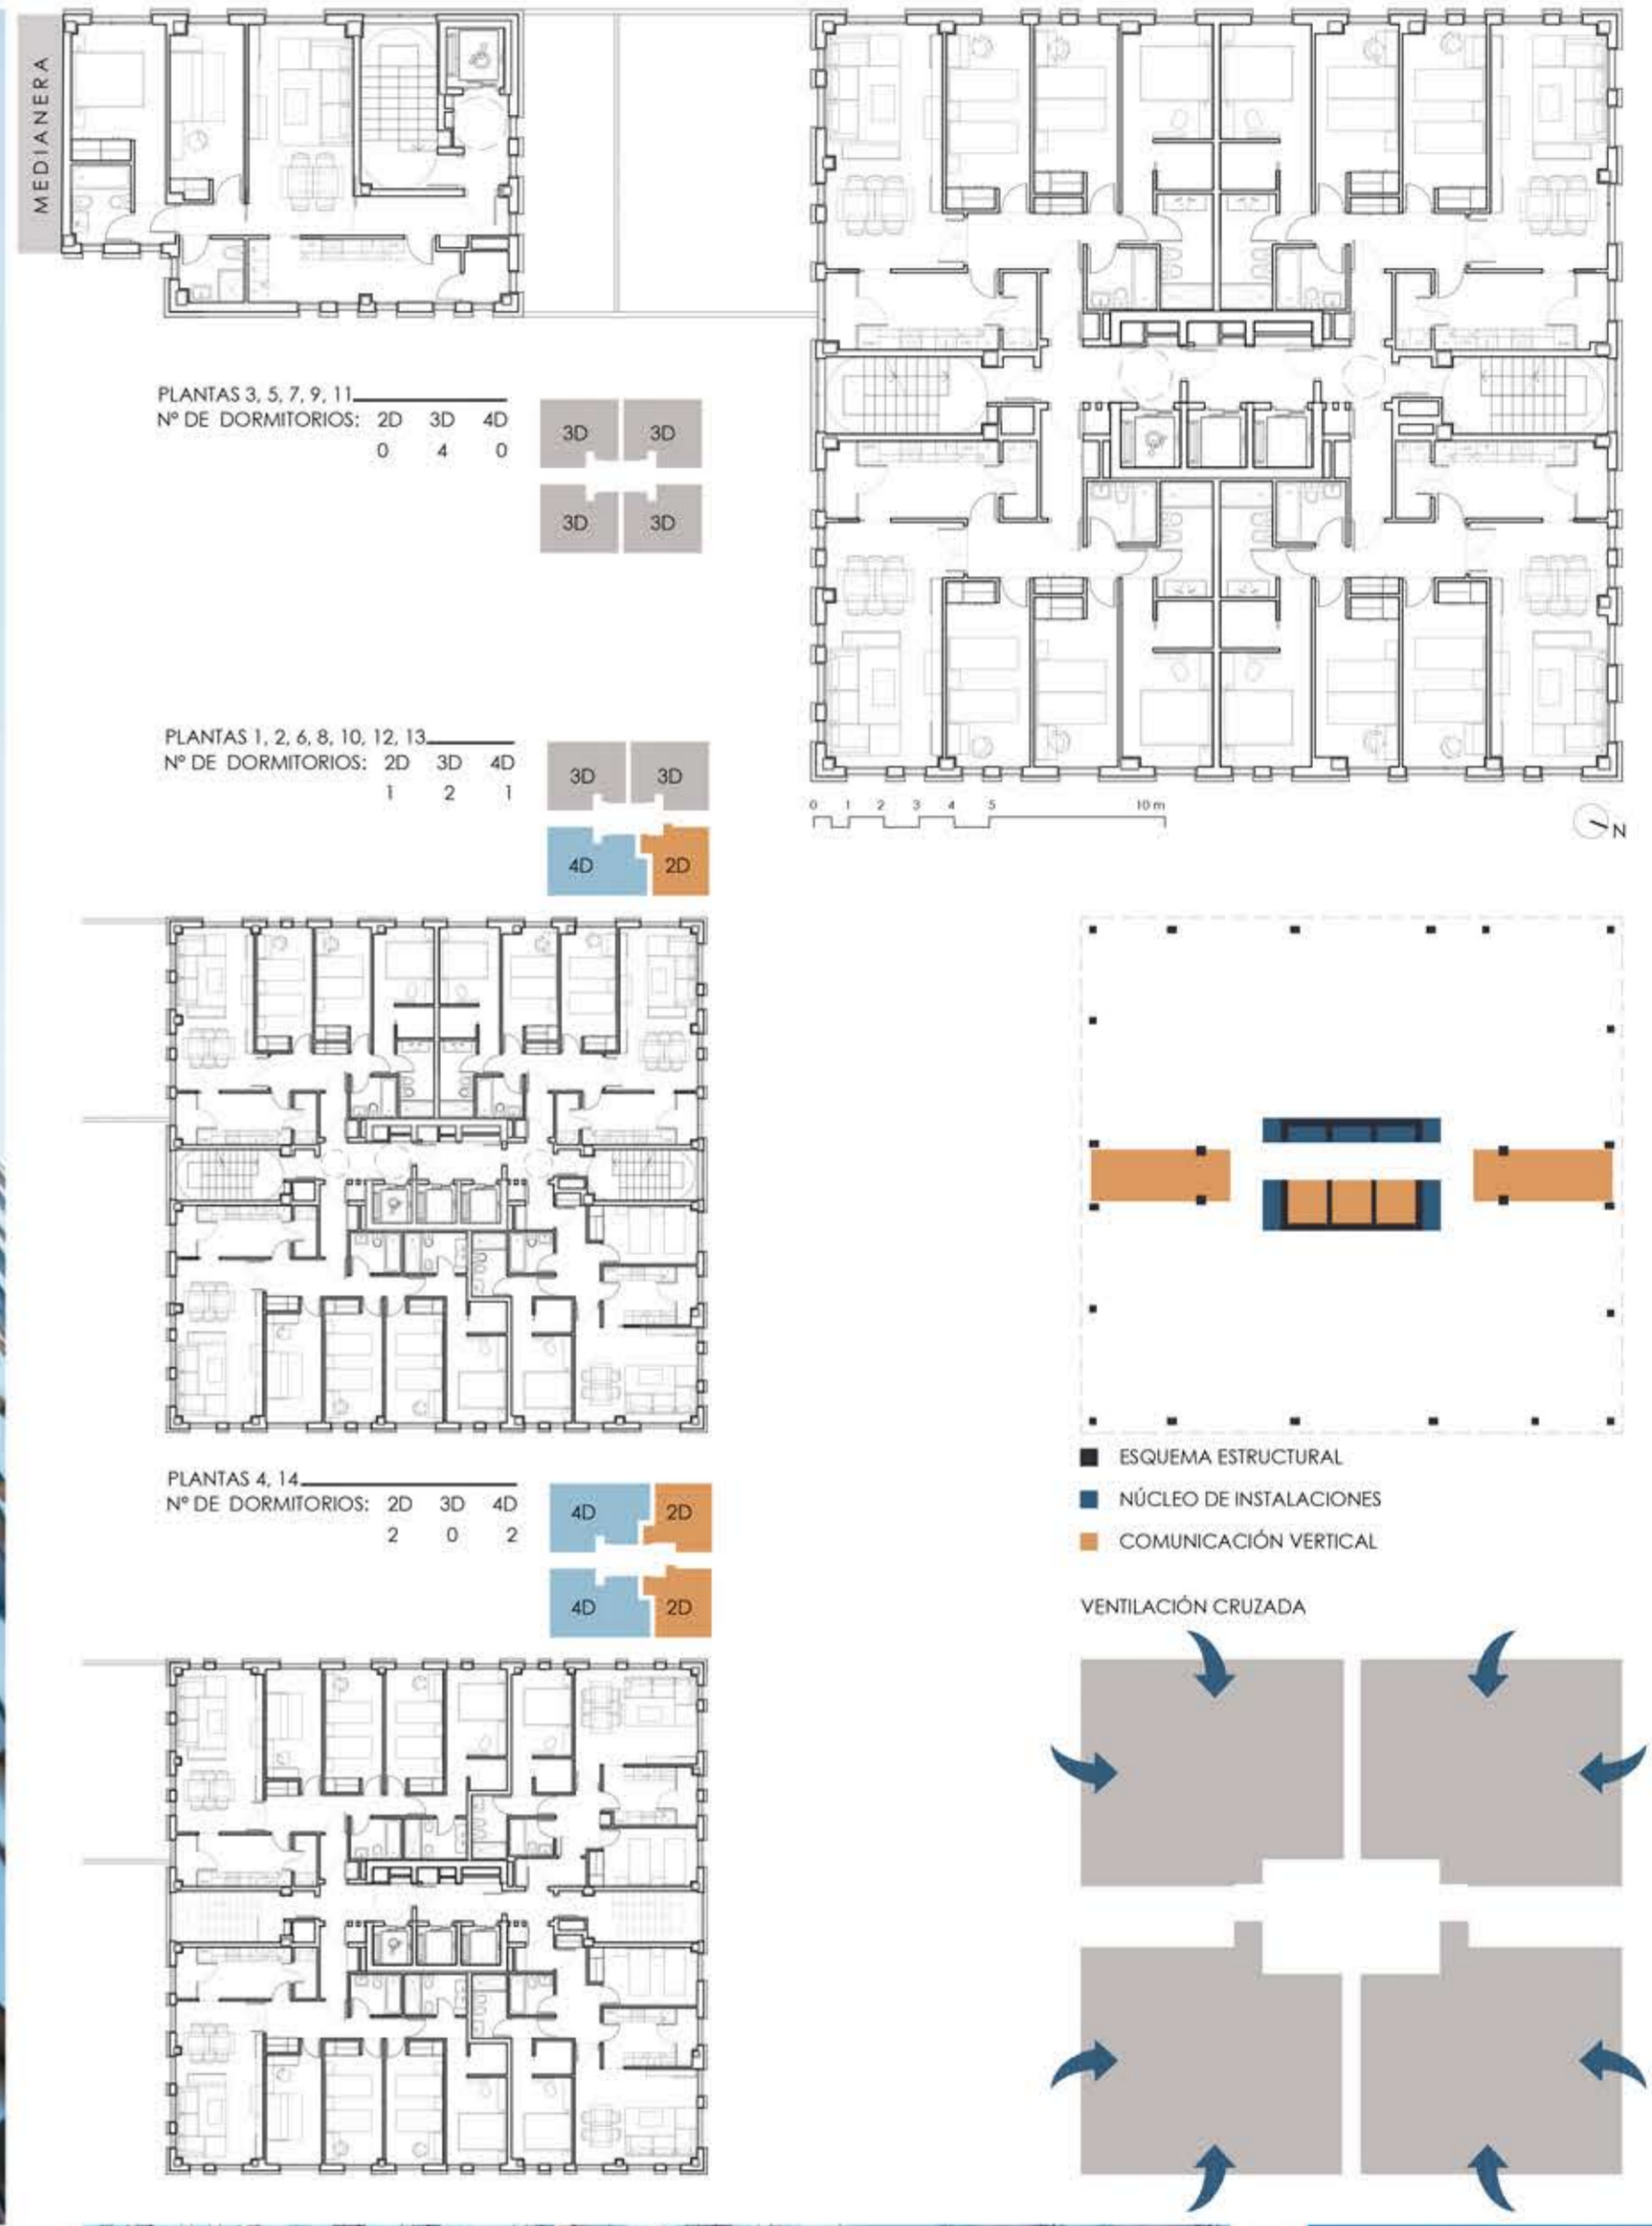 MEDIANERA
PLANTAS 3, 5, 7, 9, 11
Nº DE DORMITORIOS: 2D 3D 4D
0 4 0
3D 3D
3D 3D
PLANTAS 1, 2, 6, 8, 10, 12, 13
Nº DE DORMITORIOS: 2D 3D 4D
1 2 1
3D 3D
4D 2D
0 1 2 3 4 5 10 m
N
PLANTAS 4, 14
Nº DE DORMITORIOS: 2D 3D 4D
2 0 2
4D 2D
4D 2D
ESQUEMA ESTRUCTURAL
NÚCLEO DE INSTALACIONES
COMUNICACIÓN VERTICAL
VENTILACIÓN CRUZADA